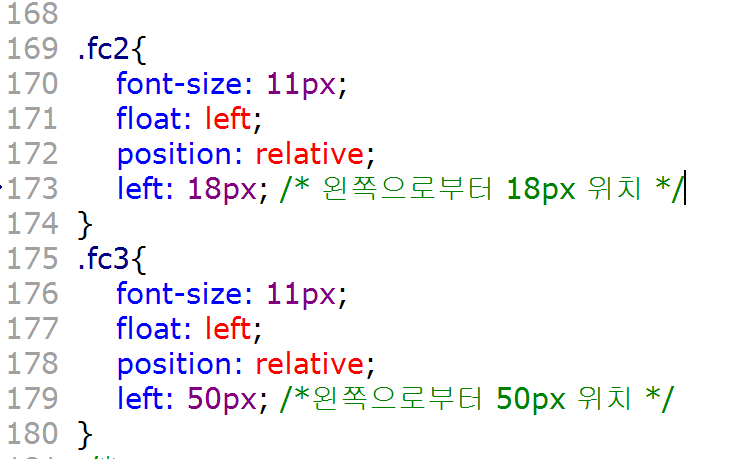 168
169 .fc2{
170 font-size: 11px;
171 float: left;
172 position: relative;
173 left: 18px; /* 왼쪽으로부터 18px 위치 */
174 }
175 .fc3{
176 font-size: 11px;
177 float: left;
178 position: relative;
179 left: 50px; /*왼쪽으로부터 50px 위치 */
180 }